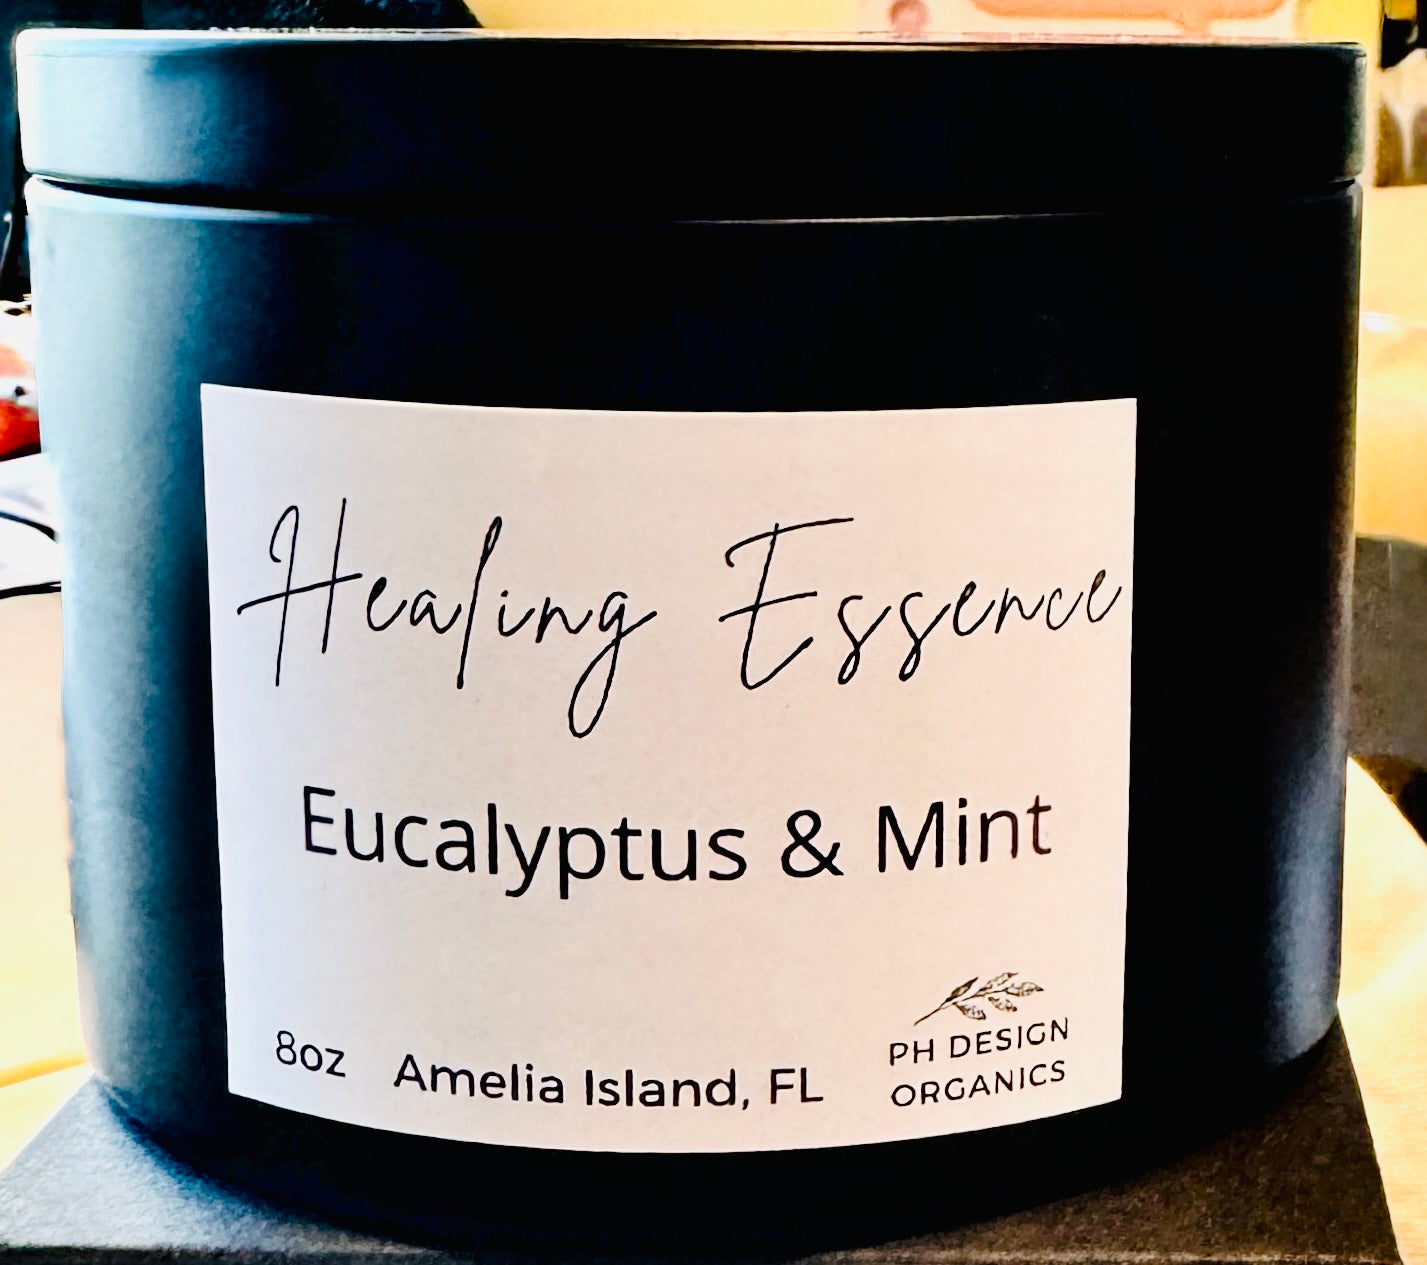 Healing Essence
Eucalyptus & Mint
8oz Amelia Island, FL
PH DESIGN
ORGANICS